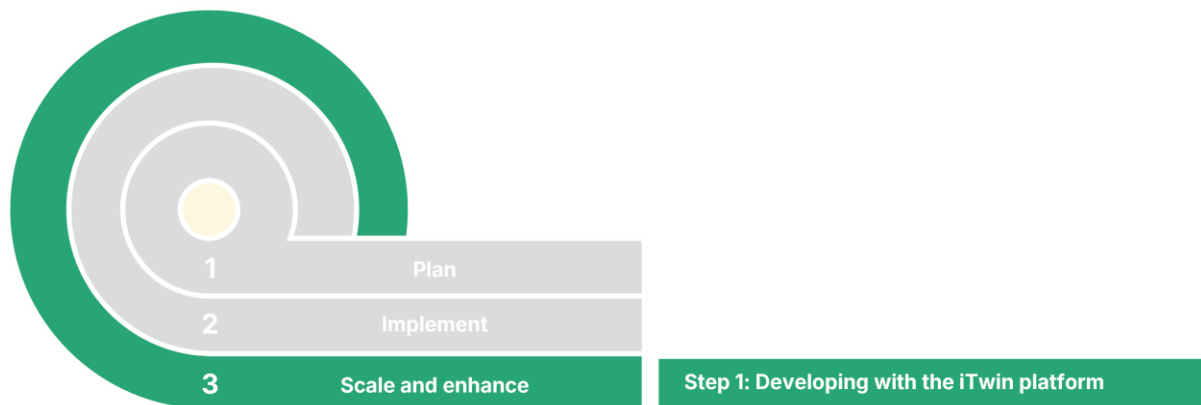 1 Plan
2 Implement
3 Scale and enhance Step 1: Developing with the iTwin platform